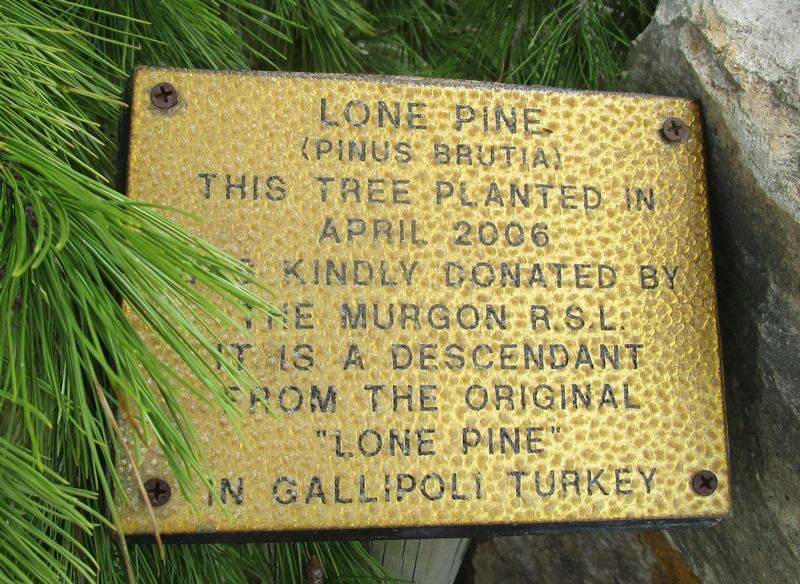 LONE PINE
(PINUS BRUTIA)
THIS TREE PLANTED IN
APRIL 2006
WAS KINDLY DONATED BY
THE MURGON R.S.L.
IT IS A DESCENDANT
FROM THE ORIGINAL
"LONE PINE"
IN GALLIPOLI TURKEY